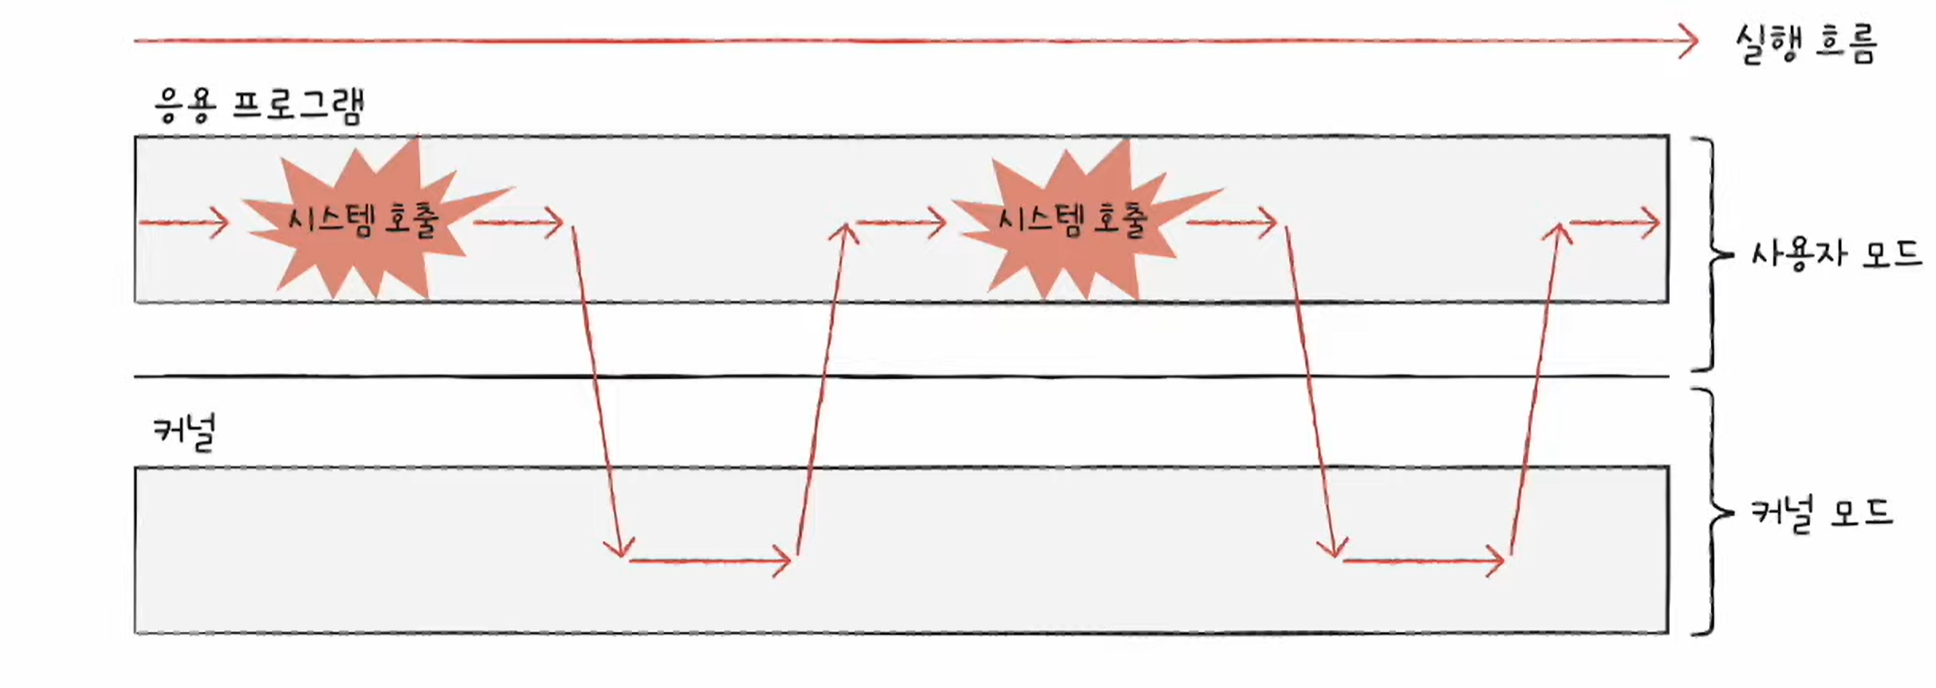 실행 흐름
응용 프로그램
시스템 호출
시스템 호출
사용자 모드
커널
커널 모드